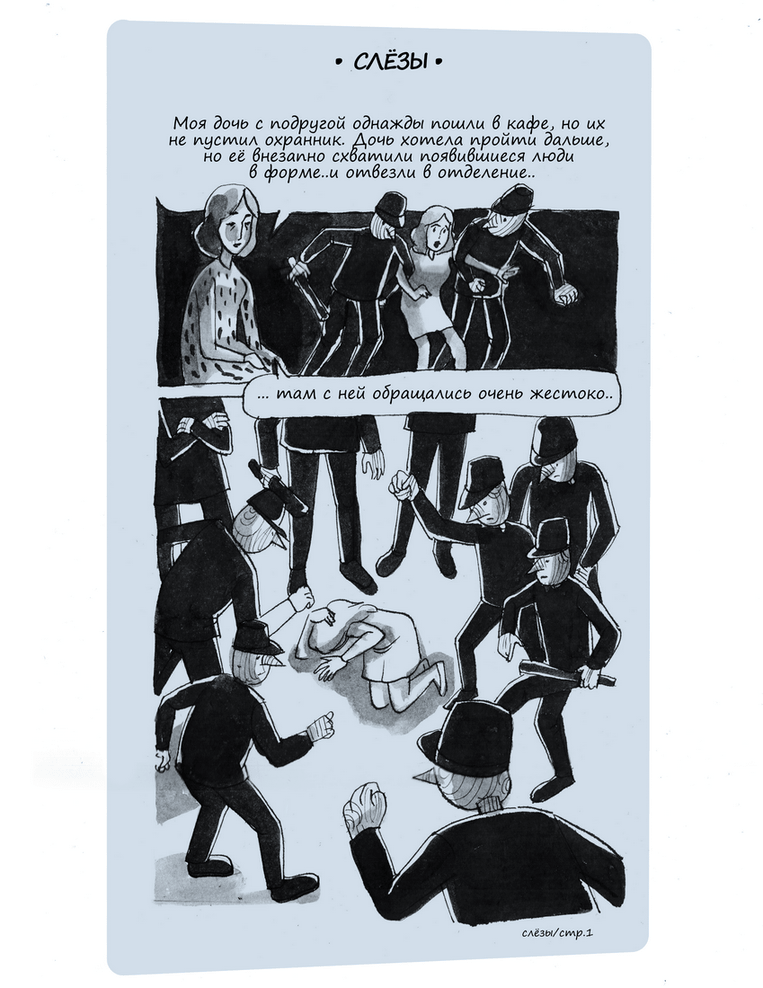 • СЛЁЗЫ •
Моя дочь с подругой однажды пошли в кафе, но их
не пустил охранник. Дочь хотела пройти дальше,
но её внезапно схватили появившиеся люди
в форме..и отвезли в отделение..
... там с ней обращались очень жестоко..
слёзы/стр.1